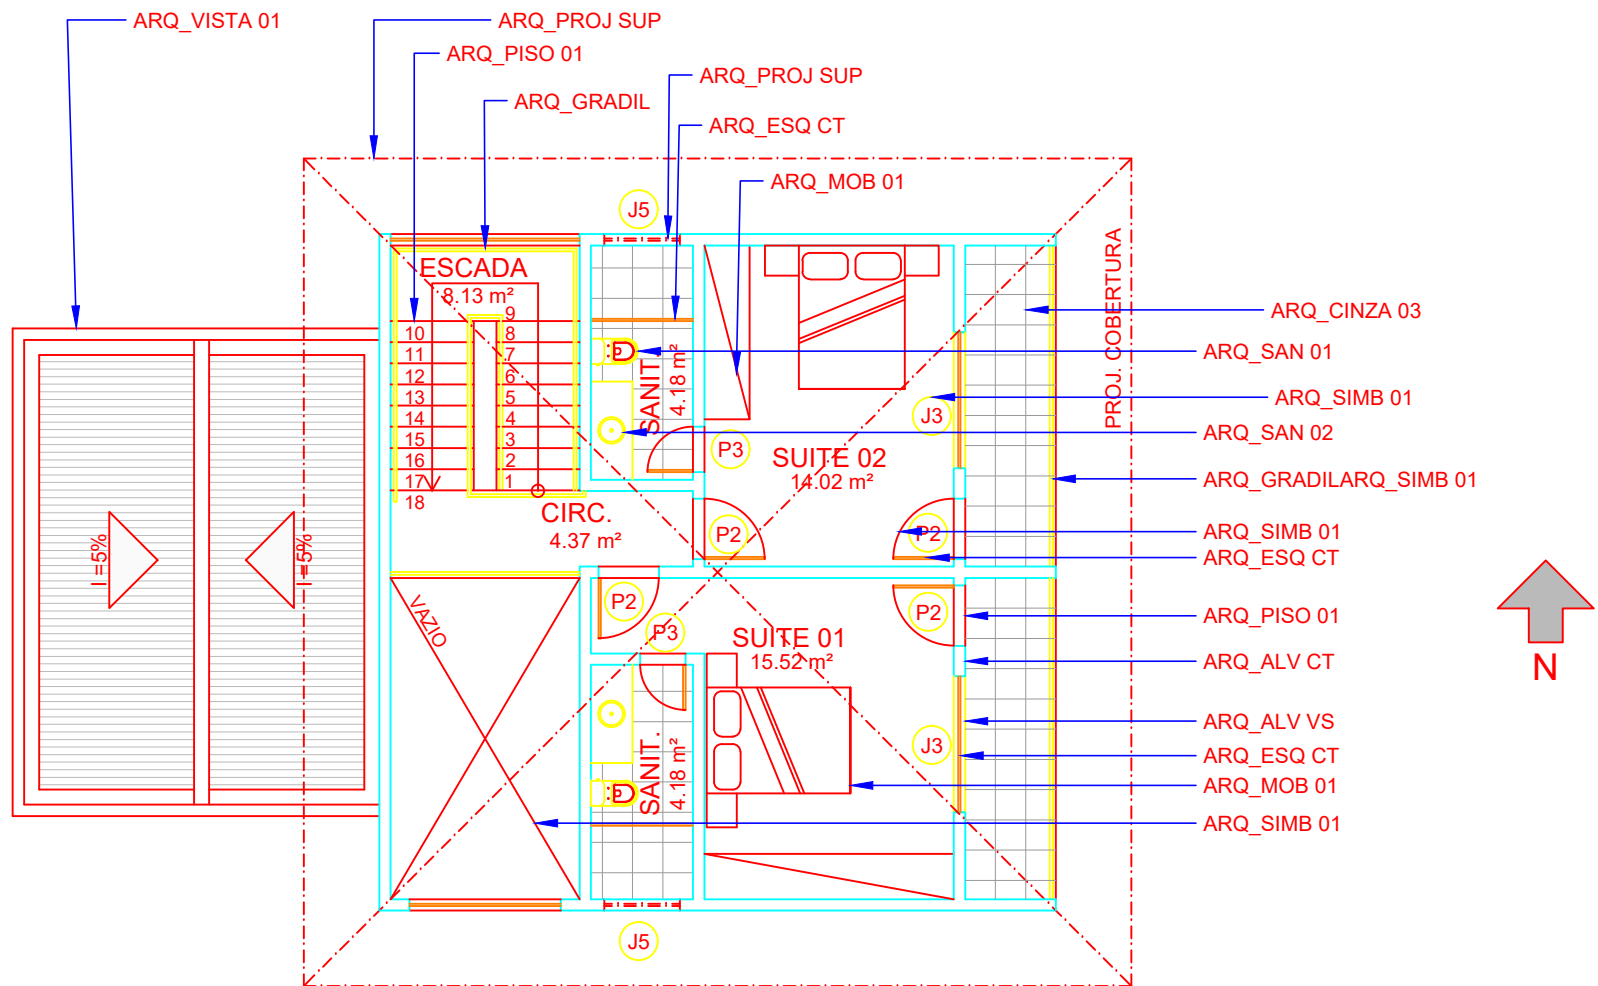 ARQ_VISTA 01
ARQ_PROJ SUP
ARQ_PISO 01
ARQ_PROJ SUP
ARQ_GRADIL
ARQ_ESQ CT
ARQ_MOB 01
J5
PROJ. COBERTURA
ESCADA
8.13 m²
9
10
8
11
7
12
6
13
5
14
4
15
3
16
2
17
1
18
SANIT.
4.18 m²
ARQ_CINZA 03
ARQ_SAN 01
ARQ_SIMB 01
J3
ARQ_SAN 02
P3
SUITE 02
14.02 m²
ARQ_GRADILARQ_SIMB 01
CIRC.
4.37 m²
P2
P2
ARQ_SIMB 01
ARQ_ESQ CT
I=5%
I=5%
VAZIO
P2
P3
P2
ARQ_PISO 01
SUITE 01
15.52 m²
ARQ_ALV CT
N
ARQ_ALV VS
J3
ARQ_ESQ CT
SANIT.
4.18 m²
ARQ_MOB 01
ARQ_SIMB 01
J5